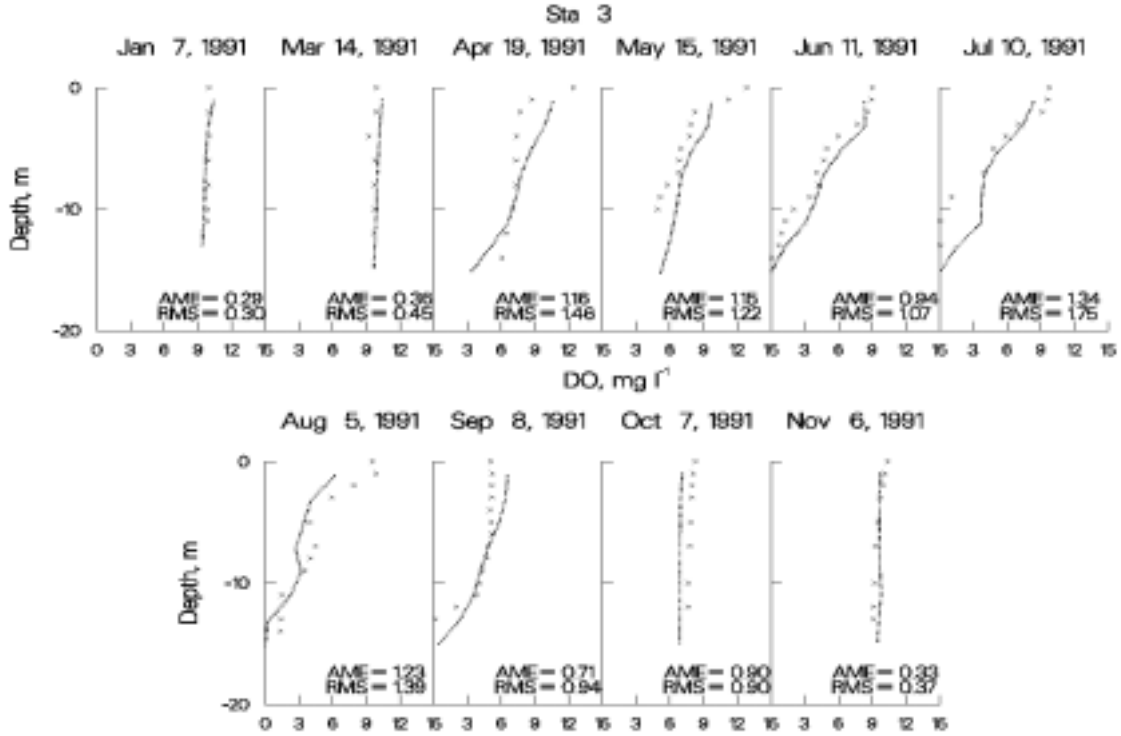 Sta 3
Jan 7, 1991 Mar 14, 1991 Apr 19, 1991 May 15, 1991 Jun 11, 1991 Jul 10, 1991
0
Depth, m
-10
AME = 0.29 AME = 0.36 AME = 1.16 AME = 1.15 AME = 0.94 AME = 1.34
RMS = 0.30 RMS = 0.45 RMS = 1.46 RMS = 1.22 RMS = 1.07 RMS = 1.75
-20
0 3 6 9 12 15 3 6 9 12 15 3 6 9 12 15 3 6 9 12 15 3 6 9 12 15 3 6 9 12 15
DO, mg l⁻¹
Aug 5, 1991 Sep 8, 1991 Oct 7, 1991 Nov 6, 1991
0
Depth, m
-10
AME = 1.23 AME = 0.71 AME = 0.90 AME = 0.33
RMS = 1.39 RMS = 0.94 RMS = 0.90 RMS = 0.37
-20
0 3 6 9 12 15 3 6 9 12 15 3 6 9 12 15 3 6 9 12 15